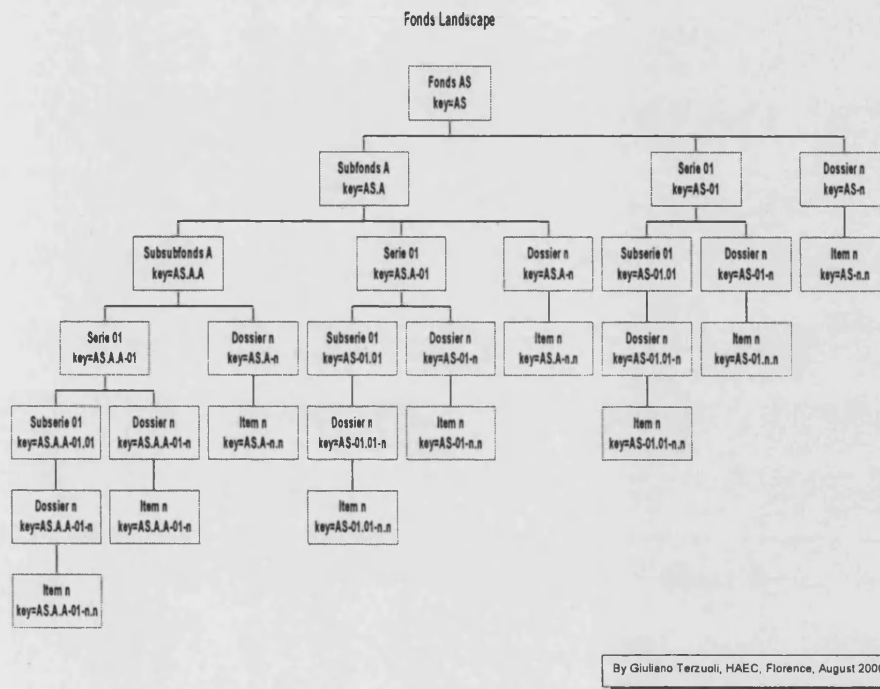 Fonds Landscape
Fonds AS
key=AS
Subfonds A
key=AS.A
Serie 01
key=AS-01
Dossier n
key=AS-n
Subsubfonds A
key=AS.A.A
Serie 01
key=AS.A-01
Dossier n
key=AS.A-n
Subserie 01
key=AS-01.01
Dossier n
key=AS-01-n
Item n
key=AS-n.n
Serie 01
key=AS.A.A-01
Dossier n
key=AS.A-n
Subserie 01
key=AS-01.01
Dossier n
key=AS-01-n
Item n
key=AS.A-n.n
Dossier n
key=AS-01.01-n
Item n
key=AS-01.n.n
Subserie 01
key=AS.A.A-01.01
Dossier n
key=AS.A.A-01-n
Item n
key=AS.A-n.n
Dossier n
key=AS-01.01-n
Item n
key=AS-01-n.n
Item n
key=AS-01.01-n.n
Dossier n
key=AS.A.A-01-n
Item n
key=AS.A.A-01-n
Item n
key=AS-01.01-n.n
Item n
key=AS.A.A-01-n.n
By Giuliano Terzuoli, HAEC, Florence, August